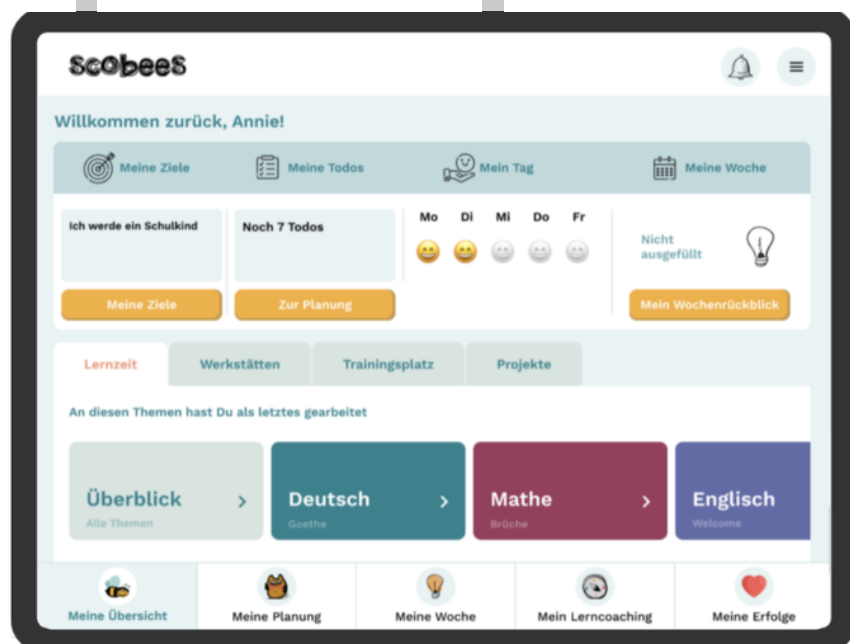 scobees
Willkommen zurück, Annie!
Meine Ziele
Meine Todos
Mein Tag
Meine Woche
Ich werde ein Schulkind
Noch 7 Todos
Mo Di Mi Do Fr
Nicht
ausgefüllt
Meine Ziele
Zur Planung
Mein Wochenrückblick
Lernzeit
Werkstätten
Trainingsplatz
Projekte
An diesen Themen hast Du als letztes gearbeitet
Überblick
Alle Themen
Deutsch
Goethe
Mathe
Brüche
Englisch
Welcome
Meine Übersicht
Meine Planung
Meine Woche
Mein Lerncoaching
Meine Erfolge